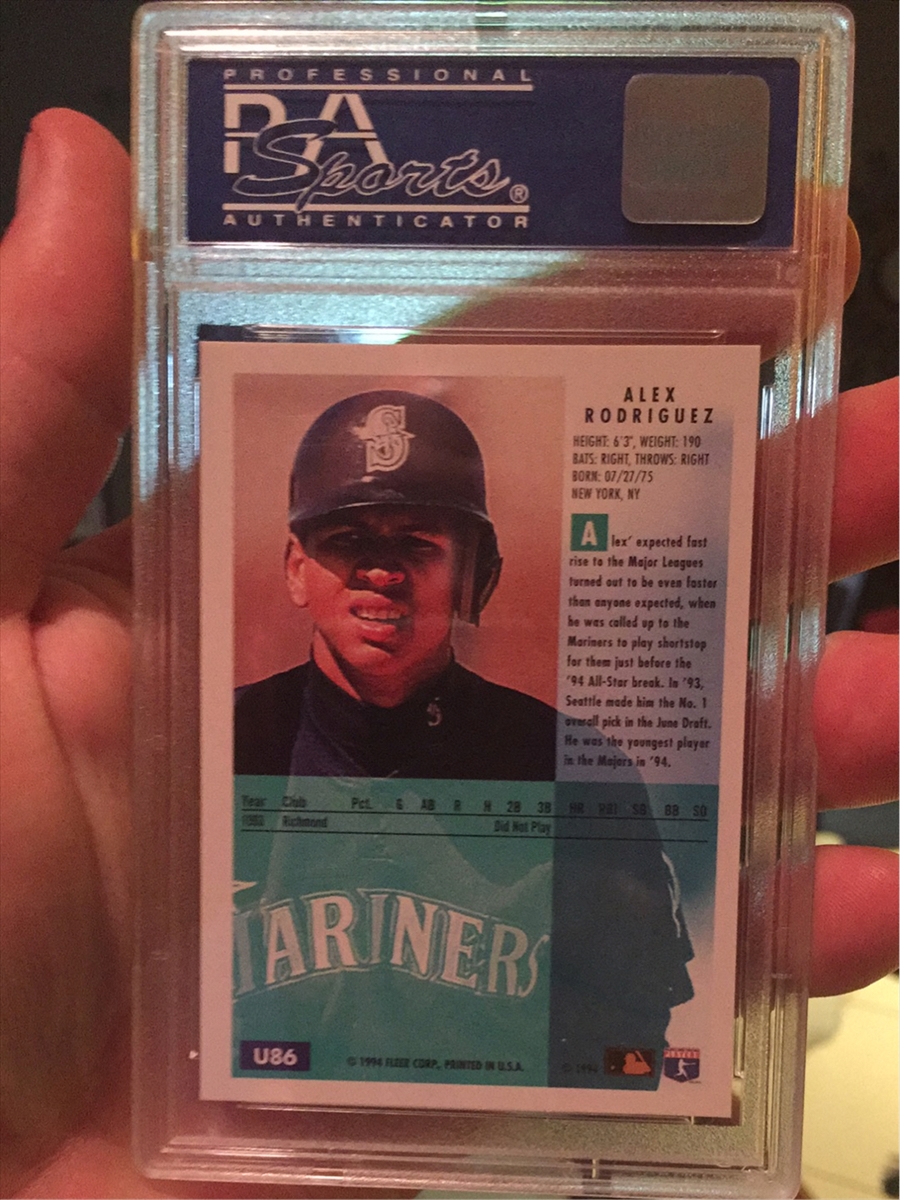 PROFESSIONAL
PSA
Sports®
AUTHENTICATOR
ALEX
RODRIGUEZ
HEIGHT: 6'3", WEIGHT: 190
BATS: RIGHT, THROWS: RIGHT
BORN: 07/27/75
NEW YORK, NY
Alex' expected fast
rise to the Major Leagues
turned out to be even faster
than anyone expected, when
he was called up to the
Mariners to play shortstop
for them just before the
'94 All-Star break. In '93,
Seattle made him the No. 1
overall pick in the June Draft.
He was the youngest player
in the Majors in '94.
S
S
Year Club Pct. G AB R H 2B 3B HR RBI SB BB SO
Richmond Did Not Play
MARINERS
U86
© 1994 FLEER CORP., PRINTED IN U.S.A.
© 1994
PLAYERS